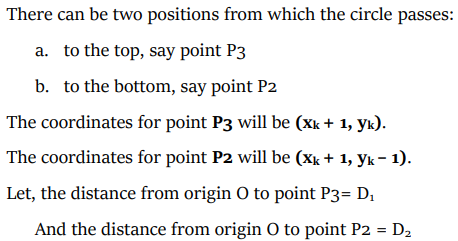 There can be two positions from which the circle passes:
a. to the top, say point P3
b. to the bottom, say point P2
The coordinates for point P3 will be (xₖ + 1, yₖ).
The coordinates for point P2 will be (xₖ + 1, yₖ – 1).
Let, the distance from origin O to point P3= D₁
And the distance from origin O to point P2 = D₂